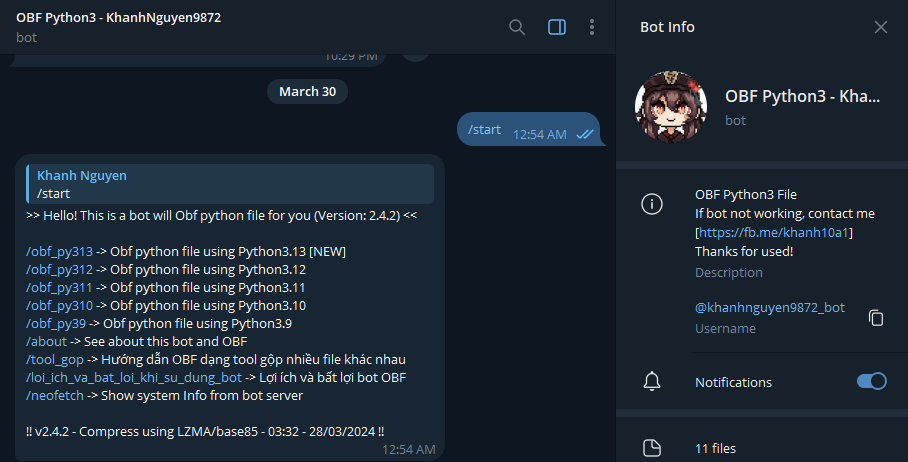 OBF Python3 - KhanhNguyen9872
bot
10:29 PM
March 30
/start
12:54 AM
Khanh Nguyen
/start
>> Hello! This is a bot will Obf python file for you (Version: 2.4.2) <<
/obf_py313 -> Obf python file using Python3.13 [NEW]
/obf_py312 -> Obf python file using Python3.12
/obf_py311 -> Obf python file using Python3.11
/obf_py310 -> Obf python file using Python3.10
/obf_py39 -> Obf python file using Python3.9
/about -> See about this bot and OBF
/tool_gop -> Hướng dẫn OBF dạng tool gộp nhiều file khác nhau
/loi_ich_va_bat_loi_khi_su_dung_bot -> Lợi ích và bất lợi bot OBF
/neofetch -> Show system Info from bot server
!! v2.4.2 - Compress using LZMA/base85 - 03:32 - 28/03/2024 !!
12:54 AM
Bot Info
OBF Python3 - Kha...
bot
OBF Python3 File
If bot not working, contact me
[https://fb.me/khanh10a1]
Thanks for used!
Description
@khanhnguyen9872_bot
Username
Notifications
11 files